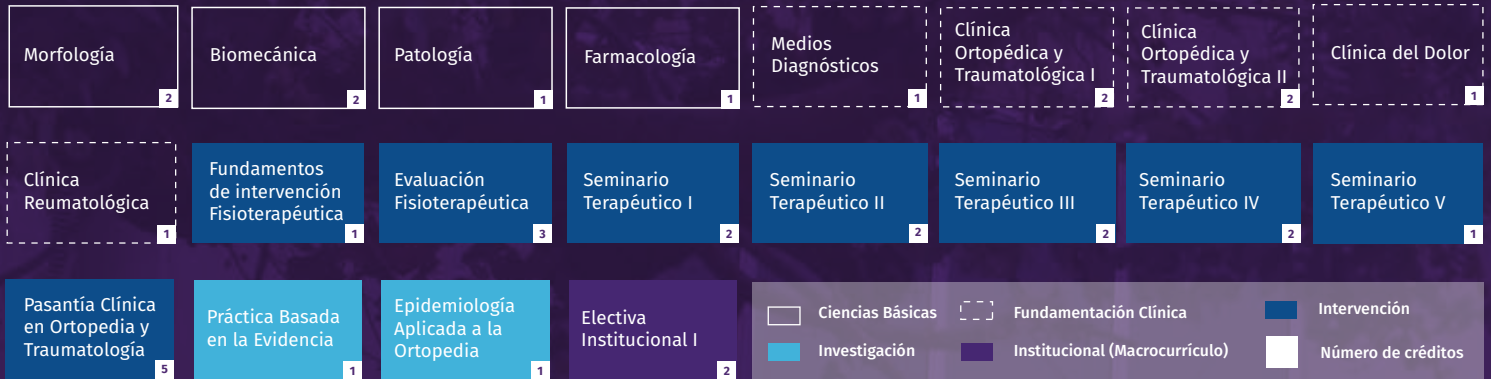 Morfología
2
Biomecánica
2
Patología
1
Farmacología
1
Medios
Diagnósticos
1
Clínica
Ortopédica y
Traumatológica I
2
Clínica
Ortopédica y
Traumatológica II
2
Clínica del Dolor
1
Clínica
Reumatológica
1
Fundamentos
de intervención
Fisioterapéutica
1
Evaluación
Fisioterapéutica
3
Seminario
Terapéutico I
2
Seminario
Terapéutico II
2
Seminario
Terapéutico III
2
Seminario
Terapéutico IV
2
Seminario
Terapéutico V
1
Pasantía Clínica
en Ortopedia y
Traumatología
5
Práctica Basada
en la Evidencia
1
Epidemiología
Aplicada a la
Ortopedia
1
Electiva
Institucional I
2
Ciencias Básicas
Fundamentación Clínica
Intervención
Investigación
Institucional (Macrocurrículo)
Número de créditos